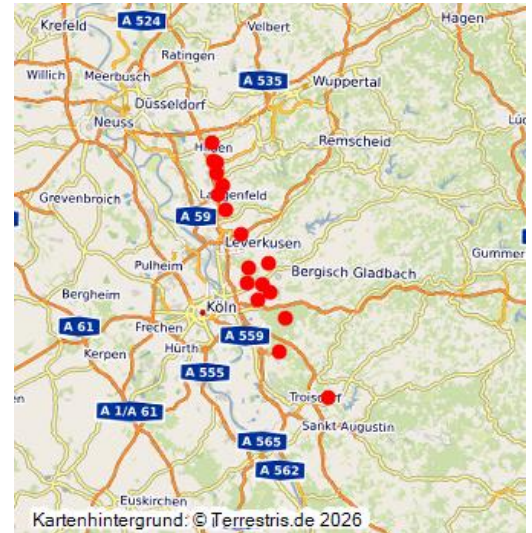 Krefeld
A 524
Velbert
Hagen
Ratingen
Willich
Meerbusch
A 535
Wuppertal
Düsseldorf
Neuss
Hilden
Remscheid
Grevenbroich
Langenfeld
A 59
Leverkusen
Pulheim
Bergisch Gladbach
Gummer
Bergheim
Köln
A 61
Frechen
A 559
Hürth
Kerpen
A 555
A 1/A 61
Troisdorf
Sankt Augustin
A 565
A 562
Euskirchen
Kartenhintergrund: © Terrestris.de 2026